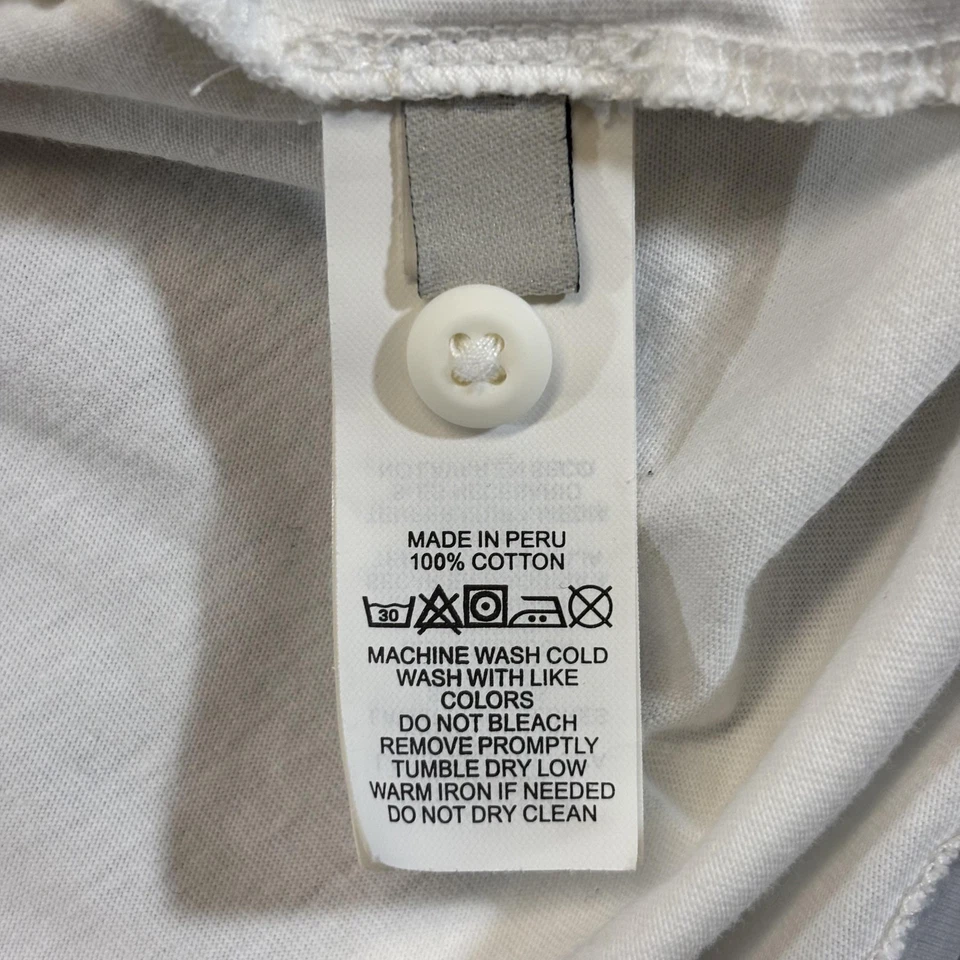 MADE IN PERU
100% COTTON
30
MACHINE WASH COLD
WASH WITH LIKE
COLORS
DO NOT BLEACH
REMOVE PROMPTLY
TUMBLE DRY LOW
WARM IRON IF NEEDED
DO NOT DRY CLEAN